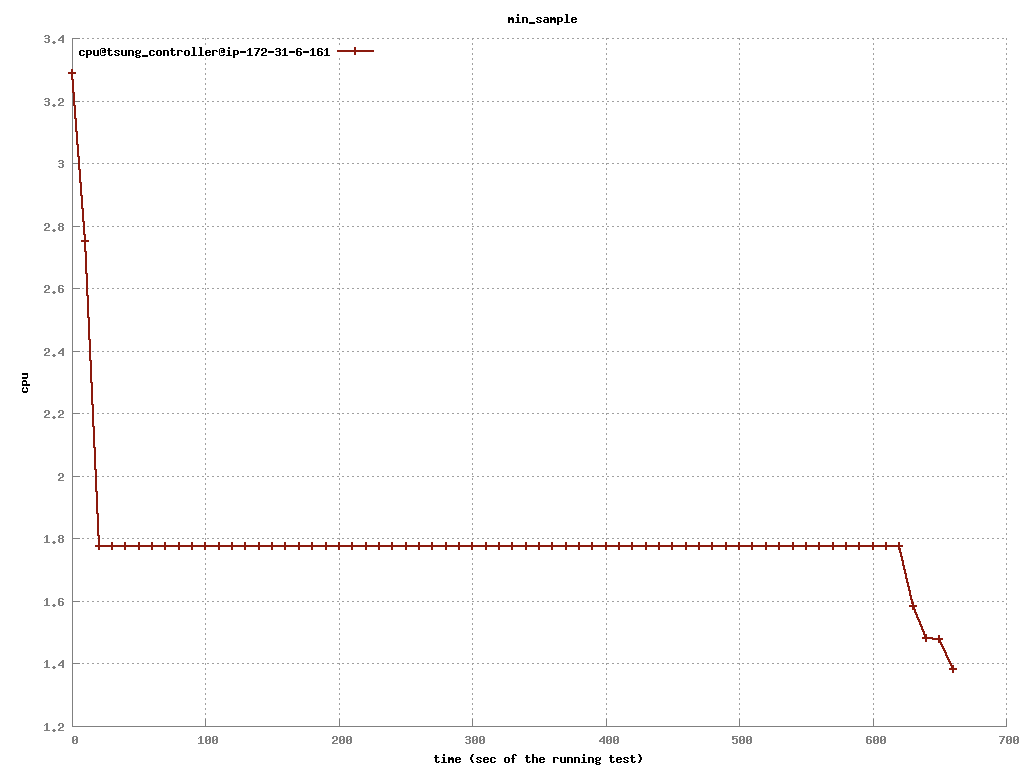 min_sample
cpu@tsung_controller@ip-172-31-6-161
3.4
3.2
3
2.8
2.6
2.4
2.2
2
1.8
1.6
1.4
1.2
cpu
0 100 200 300 400 500 600 700
time (sec of the running test)